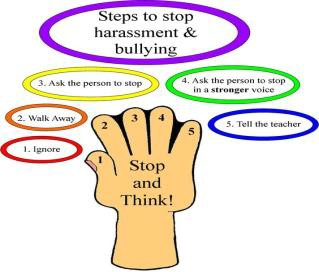 Steps to stop
harassment &
bullying
3. Ask the person to stop
4. Ask the person to stop
in a stronger voice
2. Walk Away
5. Tell the teacher
1. Ignore
1
2
3
4
5
Stop
and
Think!